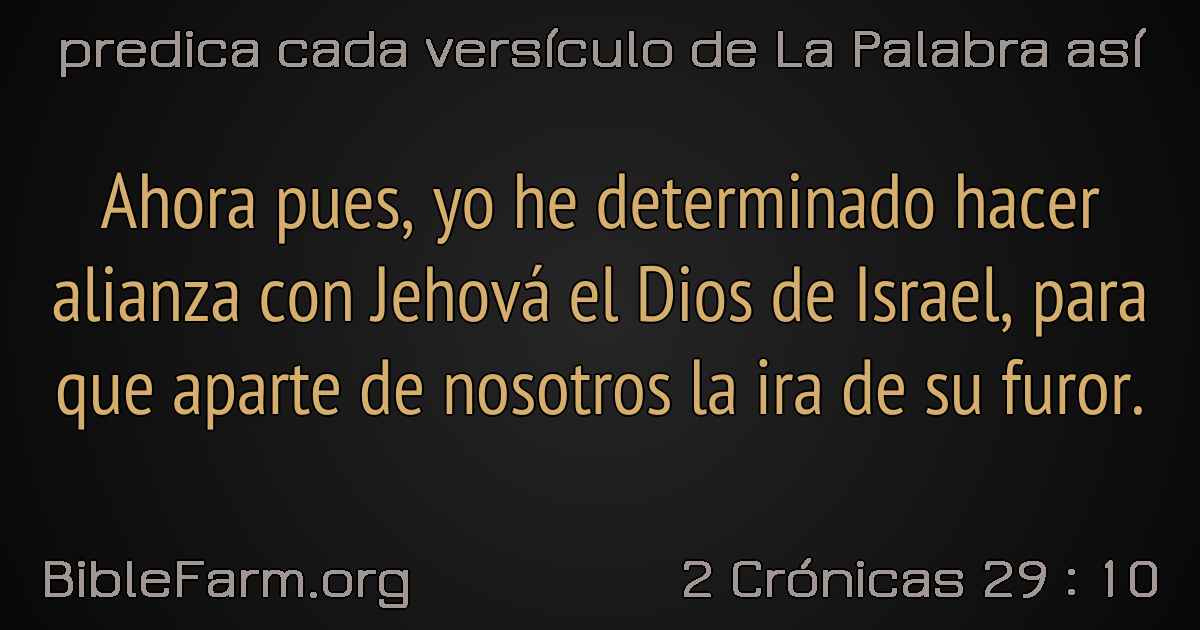 predica cada versículo de La Palabra así
Ahora pues, yo he determinado hacer
alianza con Jehová el Dios de Israel, para
que aparte de nosotros la ira de su furor.
BibleFarm.org
2 Crónicas 29 : 10